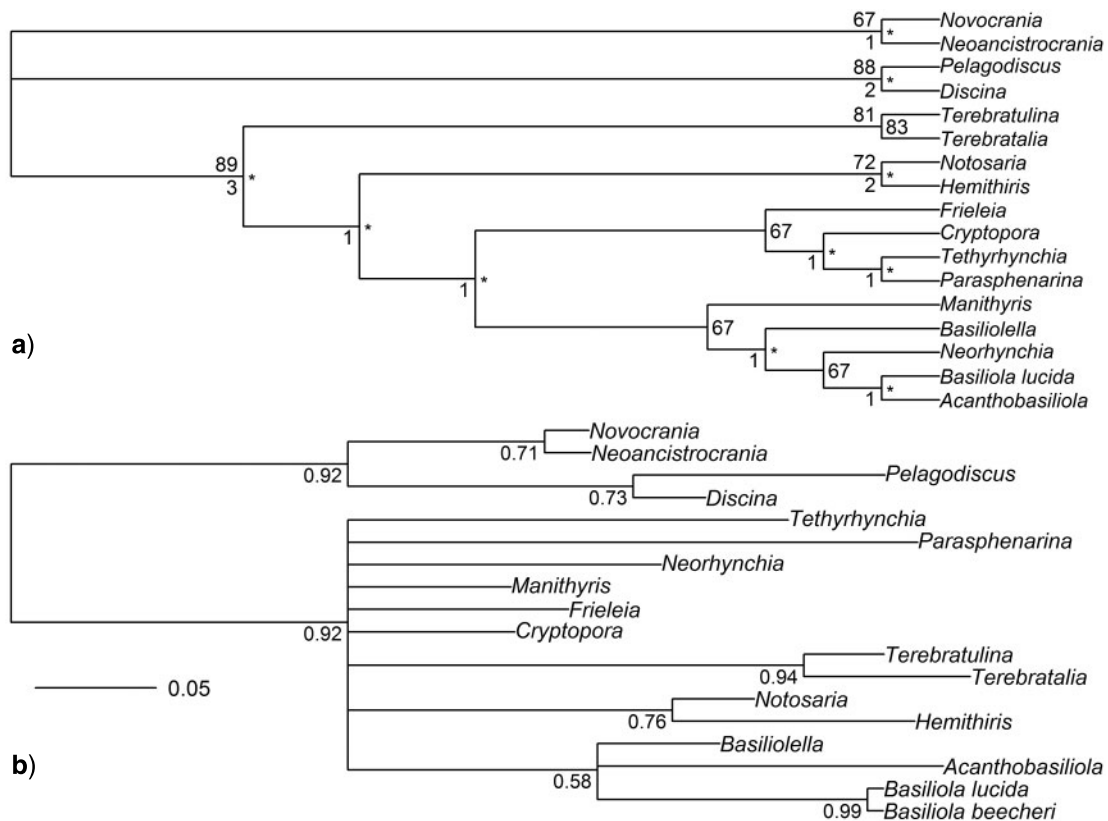 67 Novocrania
1 * Neoancistrocrania
88 Pelagodiscus
2 * Discina
81 Terebratulina
83 Terebratalia
89
3 *
72 Notosaria
2 * Hemithiris
1 *
Frieleia
67
Cryptopora
1 *
Tethyrhynchia
1 * Parasphenarina
1 *
Manithyris
67
Basiliolella
1 *
Neorhynchia
67
Basiliola lucida
1 * Acanthobasiliola
a)
Novocrania
0.71 Neoancistrocrania
0.92
Pelagodiscus
0.73 Discina
Tethyrhynchia
Parasphenarina
Neorhynchia
Manithyris
Frieleia
0.92 Cryptopora
Terebratulina
0.94 Terebratalia
0.05
Notosaria
0.76 Hemithiris
Basiliolella
b)
0.58 Acanthobasiliola
Basiliola lucida
0.99 Basiliola beecheri